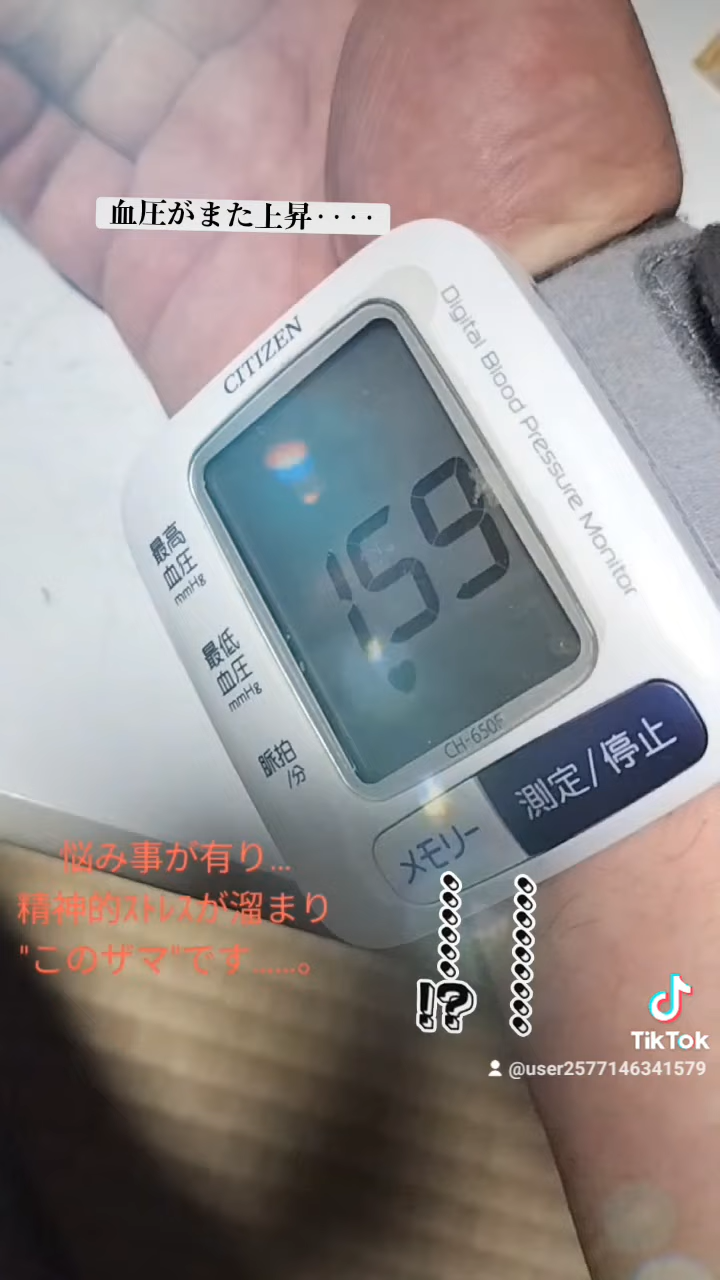 血圧がまた上昇‥‥
CITIZEN
Digital Blood Pressure Monitor
最高
血圧
mmHg
159
最低
血圧
mmHg
脈拍
/分
CH-650F
測定/停止
メモリー
悩み事が有り...
精神的ｽﾄﾚｽが溜まり
"このザマ"です……。
!?
TikTok
@user2577146341579